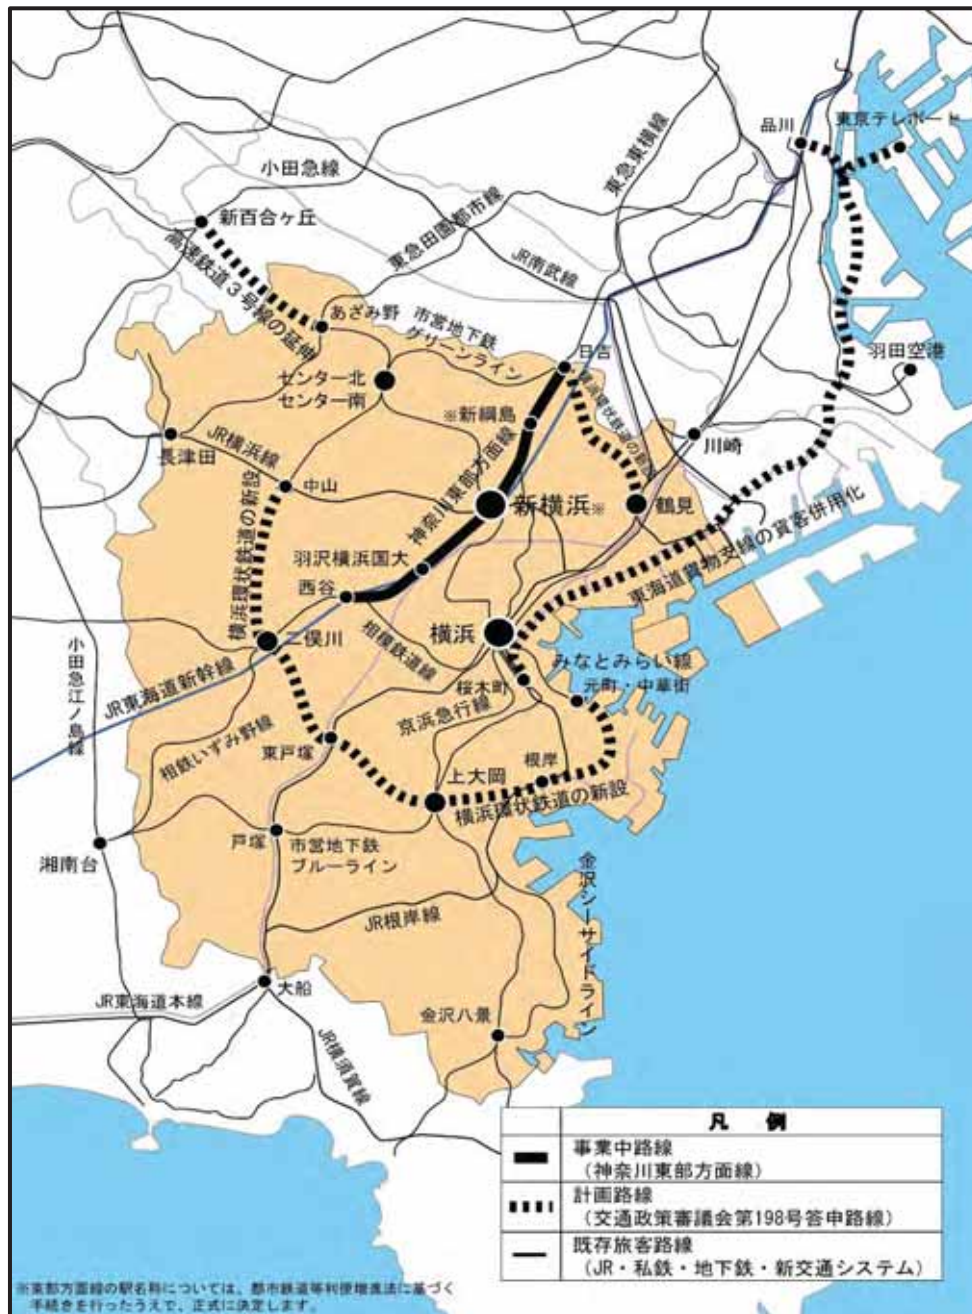 品川
東京テレポート
小田急線
東急東横線
新百合ヶ丘
東急田園都市線
JR南武線
高速鉄道3号線の延伸
あざみ野
市営地下鉄
グリーンライン
日吉
羽田空港
センター北
センター南
横浜環状鉄道の新設
※新綱島
川崎
JR横浜線
長津田
中山
神奈川東部方面線
新横浜※
鶴見
横浜環状鉄道の新設
羽沢横浜国大
西谷
東海道貨物支線の貨客併用化
二俣川
横浜
相模鉄道線
みなとみらい線
元町・中華街
桜木町
小田急江ノ島線
JR東海道新幹線
京浜急行線
相鉄いずみ野線
東戸塚
上大岡
根岸
横浜環状鉄道の新設
戸塚
市営地下鉄
ブルーライン
湘南台
金沢シーサイドライン
JR根岸線
大船
JR東海道本線
金沢八景
JR横須賀線
凡 例
事業中路線
(神奈川東部方面線)
計画路線
(交通政策審議会第198号答申路線)
既存旅客路線
(JR・私鉄・地下鉄・新交通システム)
※東部方面線の駅名称については、都市鉄道等利便増進法に基づく
手続きを行ったうえで、正式に決定します。